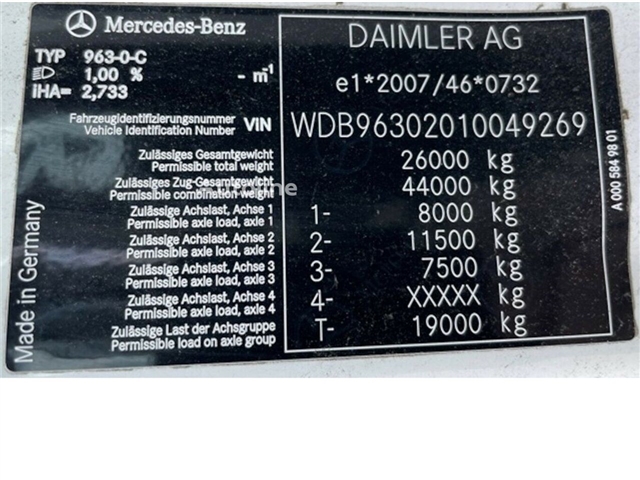 Mercedes-Benz
TYP 963-0-C
1,00 % - m⁻¹
iHA= 2,733
DAIMLER AG
e1*2007/46*0732
Fahrzeugidentifizierungsnummer
Vehicle Identification Number VIN WDB96302010049269
Zulässiges Gesamtgewicht
Permissible total weight 26000 kg
Zulässiges Zug-Gesamtgewicht
Permissible combination weight 44000 kg
Zulässige Achslast, Achse 1
Permissible axle load, axle 1 1- 8000 kg
Zulässige Achslast, Achse 2
Permissible axle load, axle 2 2- 11500 kg
Zulässige Achslast, Achse 3
Permissible axle load, axle 3 3- 7500 kg
Zulässige Achslast, Achse 4
Permissible axle load, axle 4 4- XXXXX kg
Zulässige Last der Achsgruppe
Permissible load on axle group T- 19000 kg
Made in Germany
A 000 584 98 01